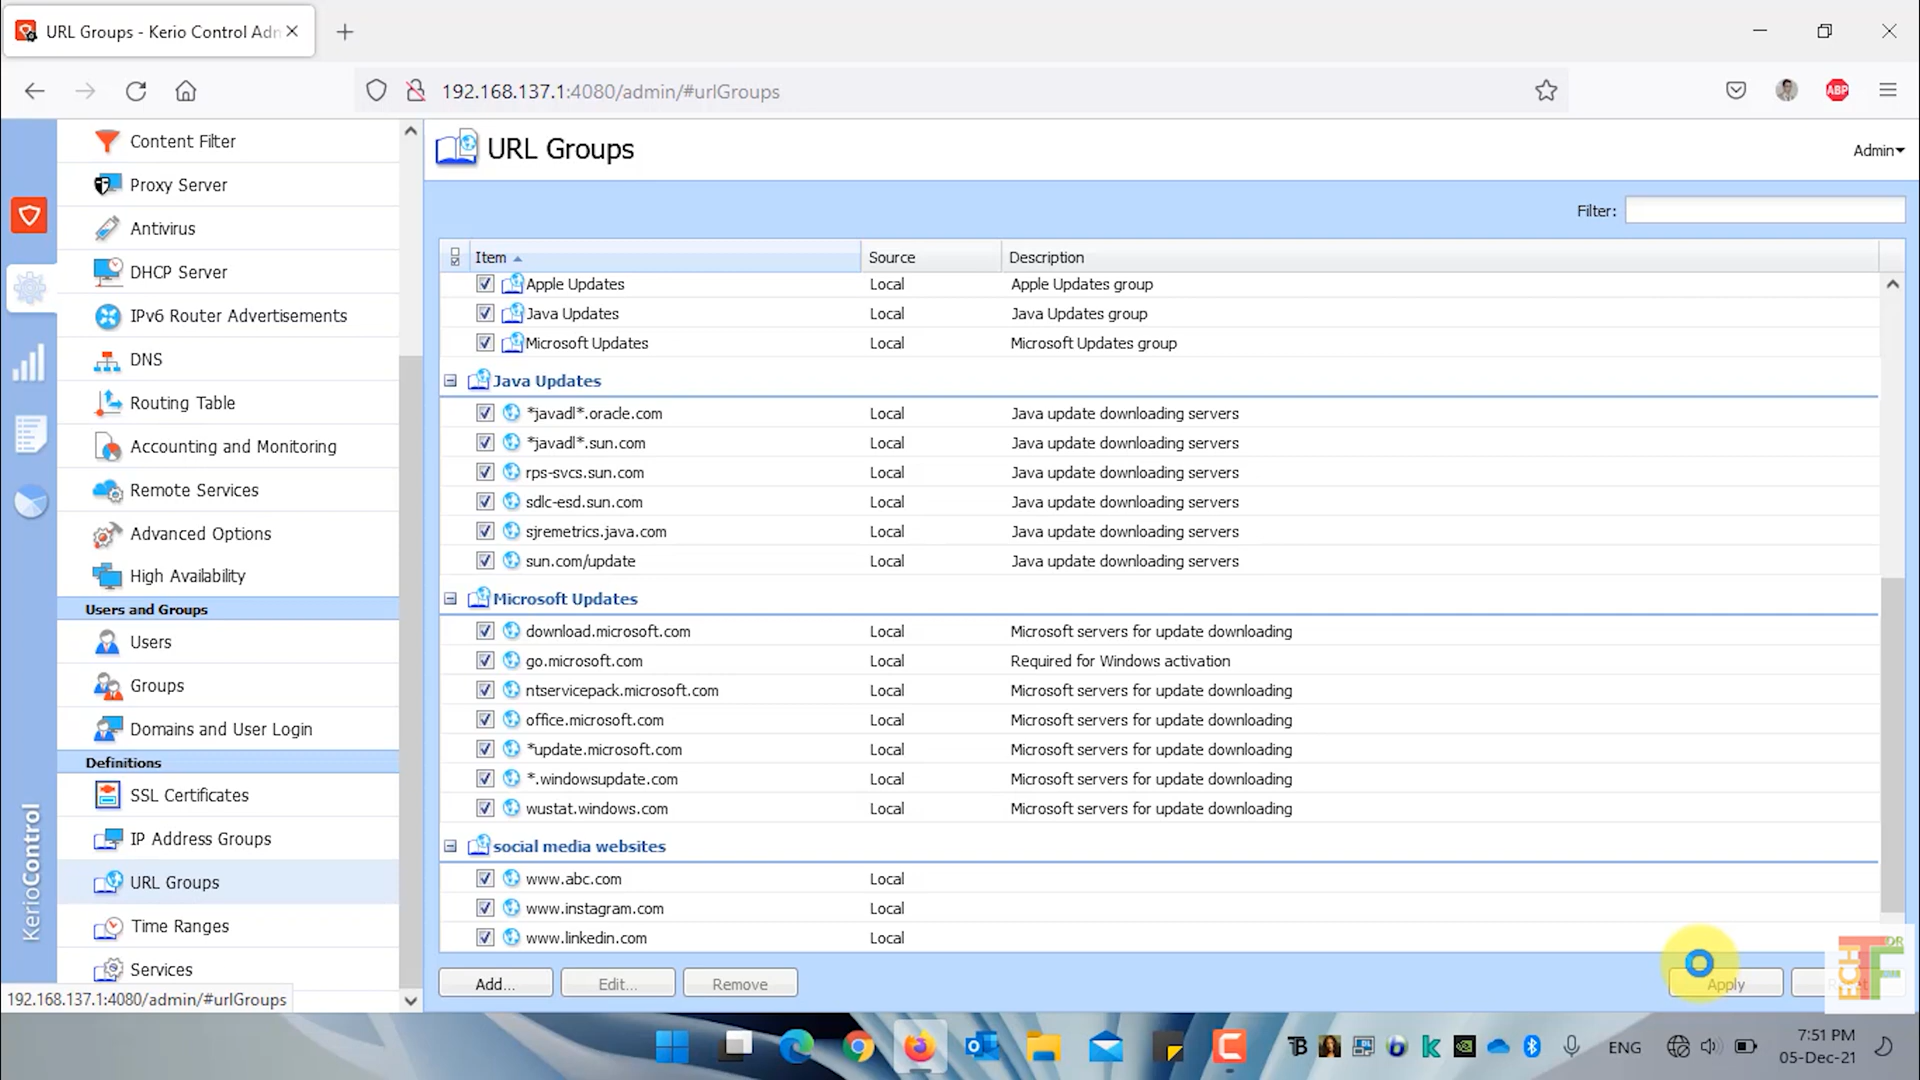 URL Groups - Kerio Control Adn
192.168.137.1:4080/admin/#urlGroups
ABP
Content Filter
Proxy Server
Antivirus
DHCP Server
IPv6 Router Advertisements
DNS
Routing Table
Accounting and Monitoring
Remote Services
Advanced Options
High Availability
Users and Groups
Users
Groups
Domains and User Login
Definitions
SSL Certificates
IP Address Groups
URL Groups
Time Ranges
Services
192.168.137.1:4080/admin/#urlGroups
KerioControl
URL Groups
Admin
Filter:
Item Source Description
Apple Updates Local Apple Updates group
Java Updates Local Java Updates group
Microsoft Updates Local Microsoft Updates group
Java Updates
*javadl*.oracle.com Local Java update downloading servers
*javadl*.sun.com Local Java update downloading servers
rps-svcs.sun.com Local Java update downloading servers
sdlc-esd.sun.com Local Java update downloading servers
sjremetrics.java.com Local Java update downloading servers
sun.com/update Local Java update downloading servers
Microsoft Updates
download.microsoft.com Local Microsoft servers for update downloading
go.microsoft.com Local Required for Windows activation
ntservicepack.microsoft.com Local Microsoft servers for update downloading
office.microsoft.com Local Microsoft servers for update downloading
*update.microsoft.com Local Microsoft servers for update downloading
*.windowsupdate.com Local Microsoft servers for update downloading
wustat.windows.com Local Microsoft servers for update downloading
social media websites
www.abc.com Local
www.instagram.com Local
www.linkedin.com Local
Add... Edit... Remove Apply
TECH
ENG
7:51 PM
05-Dec-21